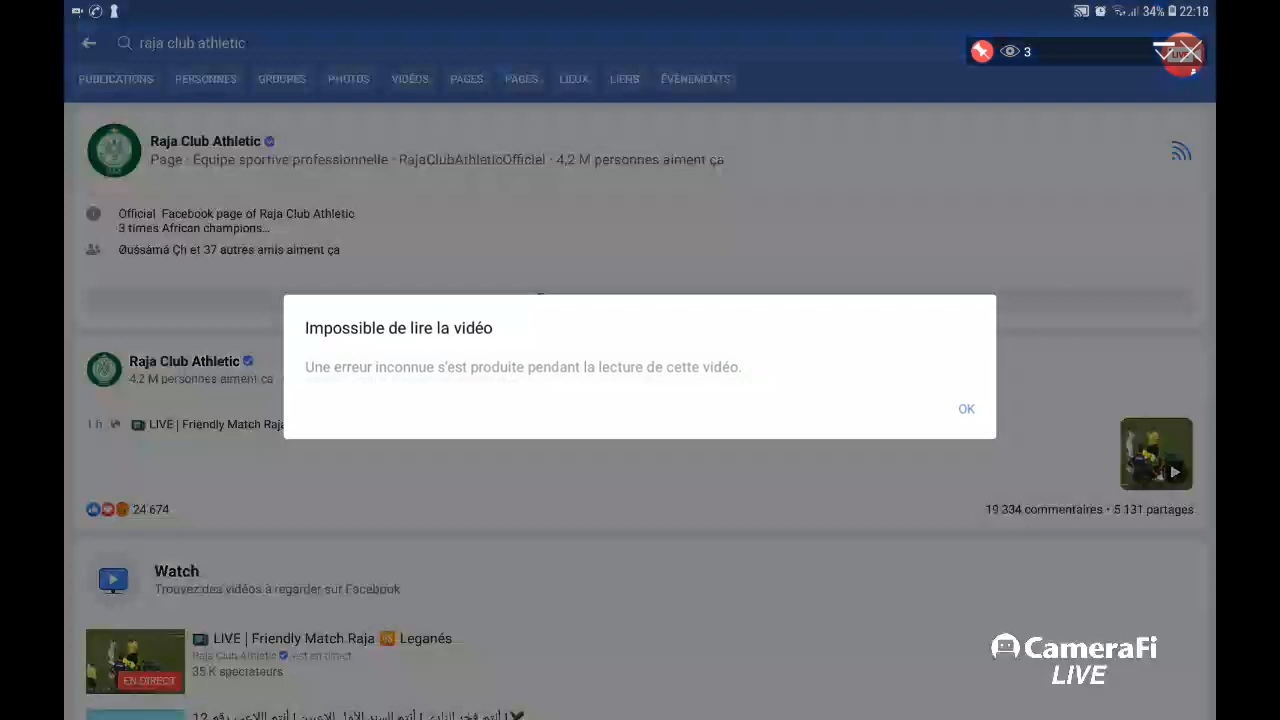 34% 22:18
raja club athletic
3
LIVE
PUBLICATIONS PERSONNES GROUPES PHOTOS VIDÉOS PAGES PAGES LIEUX LIENS ÉVÉNEMENTS
Raja Club Athletic
Page · Équipe sportive professionnelle · RajaClubAthleticOfficiel · 4,2 M personnes aiment ça
Official Facebook page of Raja Club Athletic
3 times African champions...
Øussámá Çh et 37 autres amis aiment ça
Impossible de lire la vidéo
Une erreur inconnue s'est produite pendant la lecture de cette vidéo.
OK
Raja Club Athletic
4,2 M personnes aiment ça
1 h LIVE | Friendly Match Raja
24 674
19 334 commentaires • 5 131 partages
Watch
Trouvez des vidéos à regarder sur Facebook
LIVE | Friendly Match Raja 🆚 Leganés
Raja Club Athletic est en direct
35 K spectateurs
EN DIRECT
CameraFi
LIVE